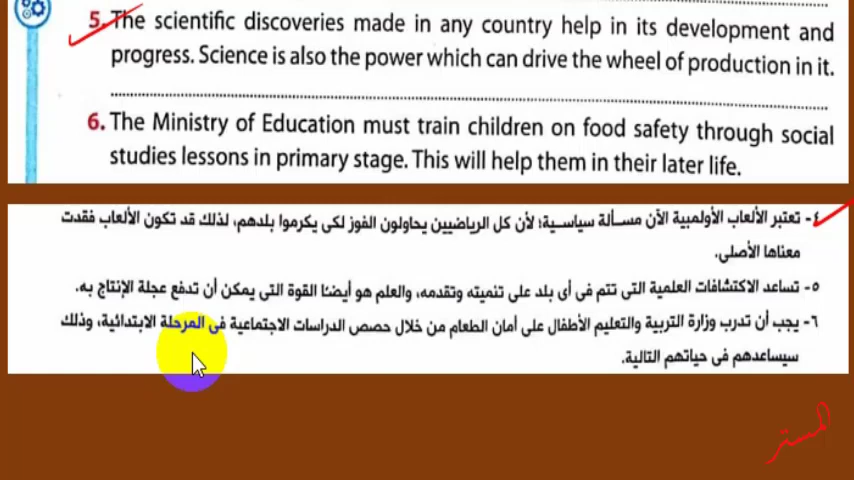 5. The scientific discoveries made in any country help in its development and
progress. Science is also the power which can drive the wheel of production in it.
6. The Ministry of Education must train children on food safety through social
studies lessons in primary stage. This will help them in their later life.
٤- تعتبر الألعاب الأولمبية الآن مسألة سياسية؛ لأن كل الرياضيين يحاولون الفوز لكى يكرموا بلدهم، لذلك قد تكون الألعاب فقدت
معناها الأصلى.
٥- تساعد الاكتشافات العلمية التى تتم فى أى بلد على تنميته وتقدمه، والعلم هو أيضًا القوة التى يمكن أن تدفع عجلة الإنتاج به.
٦- يجب أن تدرب وزارة التربية والتعليم الأطفال على أمان الطعام من خلال حصص الدراسات الاجتماعية فى المرحلة الابتدائية، وذلك
سيساعدهم فى حياتهم التالية.
المستر